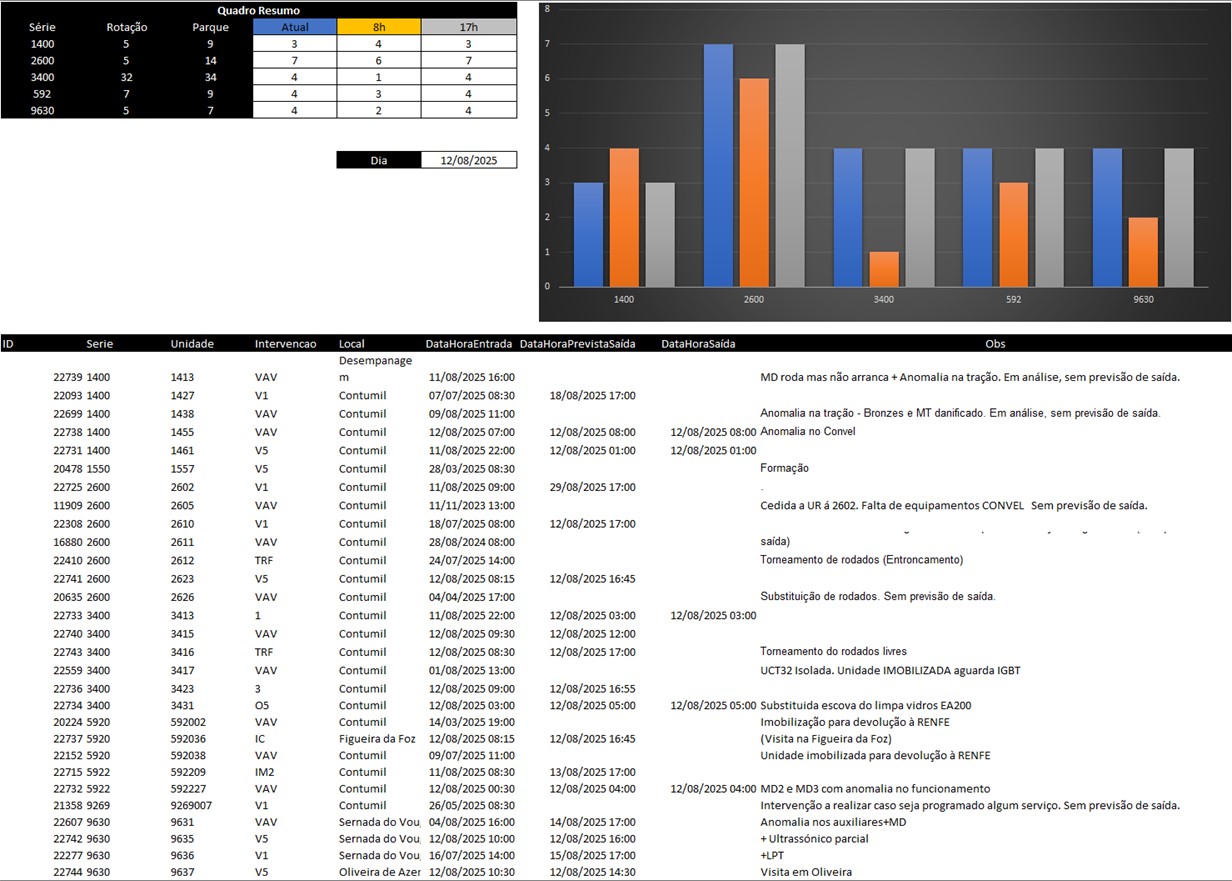 Quadro Resumo
Série Rotação Parque Atual 8h 17h
1400 5 9 3 4 3
2600 5 14 7 6 7
3400 32 34 4 1 4
592 7 9 4 3 4
9630 5 7 4 2 4
Dia 12/08/2025
8
7
6
5
4
3
2
1
0
1400 2600 3400 592 9630
ID Serie Unidade Intervencao Local DataHoraEntrada DataHoraPrevistaSaída DataHoraSaída Obs
Desempanage
22739 1400 1413 VAV m 11/08/2025 16:00 MD roda mas não arranca + Anomalia na tração. Em análise, sem previsão de saída.
22093 1400 1427 V1 Contumil 07/07/2025 08:30 18/08/2025 17:00
22699 1400 1438 VAV Contumil 09/08/2025 11:00 Anomalia na tração - Bronzes e MT danificado. Em análise, sem previsão de saída.
22738 1400 1455 VAV Contumil 12/08/2025 07:00 12/08/2025 08:00 12/08/2025 08:00 Anomalia no Convel
22731 1400 1461 V5 Contumil 11/08/2025 22:00 12/08/2025 01:00 12/08/2025 01:00
20478 1550 1557 V5 Contumil 28/03/2025 08:30 Formação
22725 2600 2602 V1 Contumil 11/08/2025 09:00 29/08/2025 17:00 .
11909 2600 2605 VAV Contumil 11/11/2023 13:00 Cedida a UR á 2602. Falta de equipamentos CONVEL Sem previsão de saída.
22308 2600 2610 V1 Contumil 18/07/2025 08:00 12/08/2025 17:00
16880 2600 2611 VAV Contumil 28/08/2024 08:00 saída)
22410 2600 2612 TRF Contumil 24/07/2025 14:00 Torneamento de rodados (Entroncamento)
22741 2600 2623 V5 Contumil 12/08/2025 08:15 12/08/2025 16:45
20635 2600 2626 VAV Contumil 04/04/2025 17:00 Substituição de rodados. Sem previsão de saída.
22733 3400 3413 1 Contumil 11/08/2025 22:00 12/08/2025 03:00 12/08/2025 03:00
22740 3400 3415 VAV Contumil 12/08/2025 09:30 12/08/2025 12:00
22743 3400 3416 TRF Contumil 12/08/2025 08:30 12/08/2025 17:00 Torneamento do rodados livres
22559 3400 3417 VAV Contumil 01/08/2025 13:00 UCT32 Isolada. Unidade IMOBILIZADA aguarda IGBT
22736 3400 3423 3 Contumil 12/08/2025 09:00 12/08/2025 16:55
22734 3400 3431 O5 Contumil 12/08/2025 03:00 12/08/2025 05:00 12/08/2025 05:00 Substituida escova do limpa vidros EA200
20224 5920 592002 VAV Contumil 14/03/2025 19:00 Imobilização para devolução à RENFE
22737 5920 592036 IC Figueira da Foz 12/08/2025 08:15 12/08/2025 16:45 (Visita na Figueira da Foz)
22152 5920 592038 VAV Contumil 09/07/2025 11:00 Unidade imobilizada para devolução à RENFE
22715 5922 592209 IM2 Contumil 11/08/2025 08:30 13/08/2025 17:00
22732 5922 592227 VAV Contumil 12/08/2025 00:30 12/08/2025 04:00 12/08/2025 04:00 MD2 e MD3 com anomalia no funcionamento
21358 9269 9269007 V1 Contumil 26/05/2025 08:30 Intervenção a realizar caso seja programado algum serviço. Sem previsão de saída.
22607 9630 9631 VAV Sernada do Vou 04/08/2025 16:00 14/08/2025 17:00 Anomalia nos auxiliares+MD
22742 9630 9635 V5 Sernada do Vou 12/08/2025 10:00 12/08/2025 16:00 + Ultrassónico parcial
22277 9630 9636 V1 Sernada do Vou 16/07/2025 14:00 15/08/2025 17:00 +LPT
22744 9630 9637 V5 Oliveira de Azer 12/08/2025 10:30 12/08/2025 14:30 Visita em Oliveira